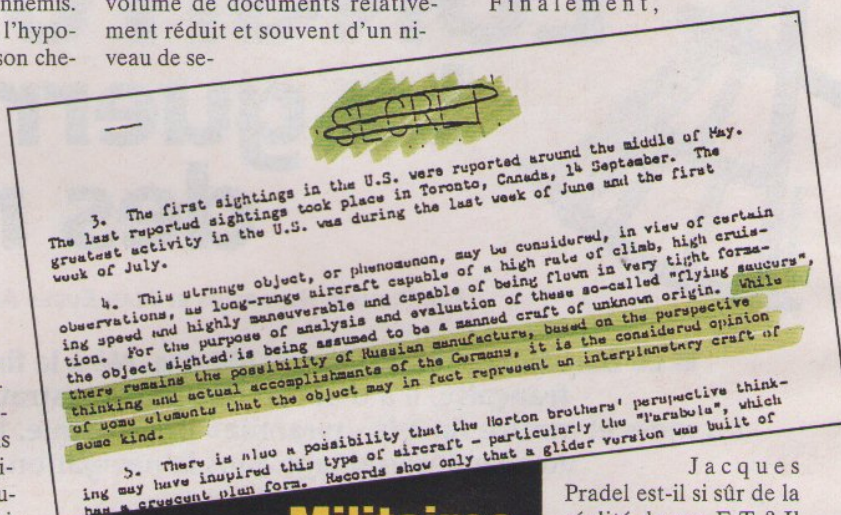 nnemis.
l'hypo-
son che-
volume de documents relative-
ment réduit et souvent d'un ni-
veau de se-
Finalement,
SECRET
3. The first sightings in the U.S. were reported around the middle of May.
The last reported sightings took place in Toronto, Canada, 14 September. The
greatest activity in the U.S. was during the last week of June and the first
week of July.
4. This strange object, or phenomenon, may be considered, in view of certain
observations, as long-range aircraft capable of a high rate of climb, high cruis-
ing speed and highly maneuverable and capable of being flown in very tight forma-
tion. For the purpose of analysis and evaluation of these so-called "flying saucers",
the object sighted is being assumed to be a manned craft of unknown origin. While
there remains the possibility of Russian manufacture, based on the perspective
thinking and actual accomplishments of the Germans, it is the considered opinion
of some elements that the object may in fact represent an interplanetary craft of
some kind.
5. There is also a possibility that the Horton brothers' perspective think-
ing may have inspired this type of aircraft - particularly the "Parabola", which
has a crescent plan form. Records show only that a glider version was built of
Militaires
Jacques
Pradel est-il si sûr de la